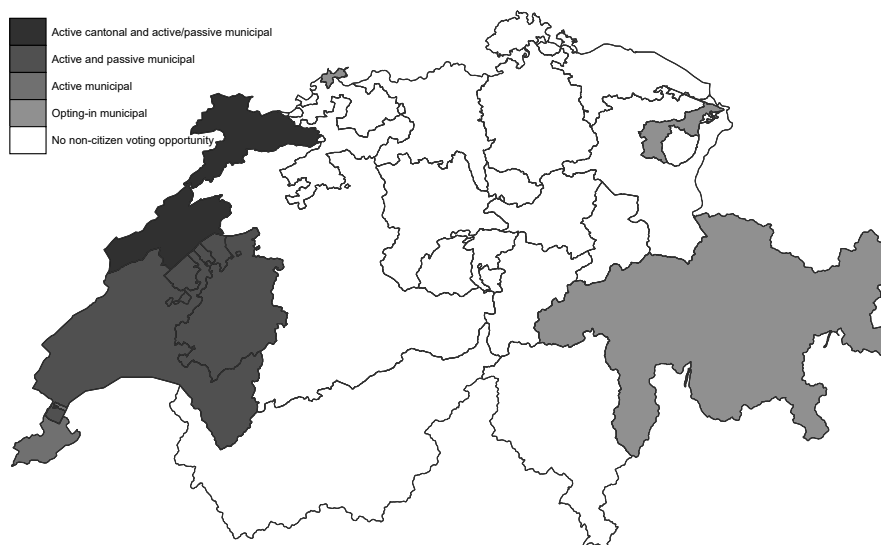 Active cantonal and active/passive municipal
Active and passive municipal
Active municipal
Opting-in municipal
No non-citizen voting opportunity